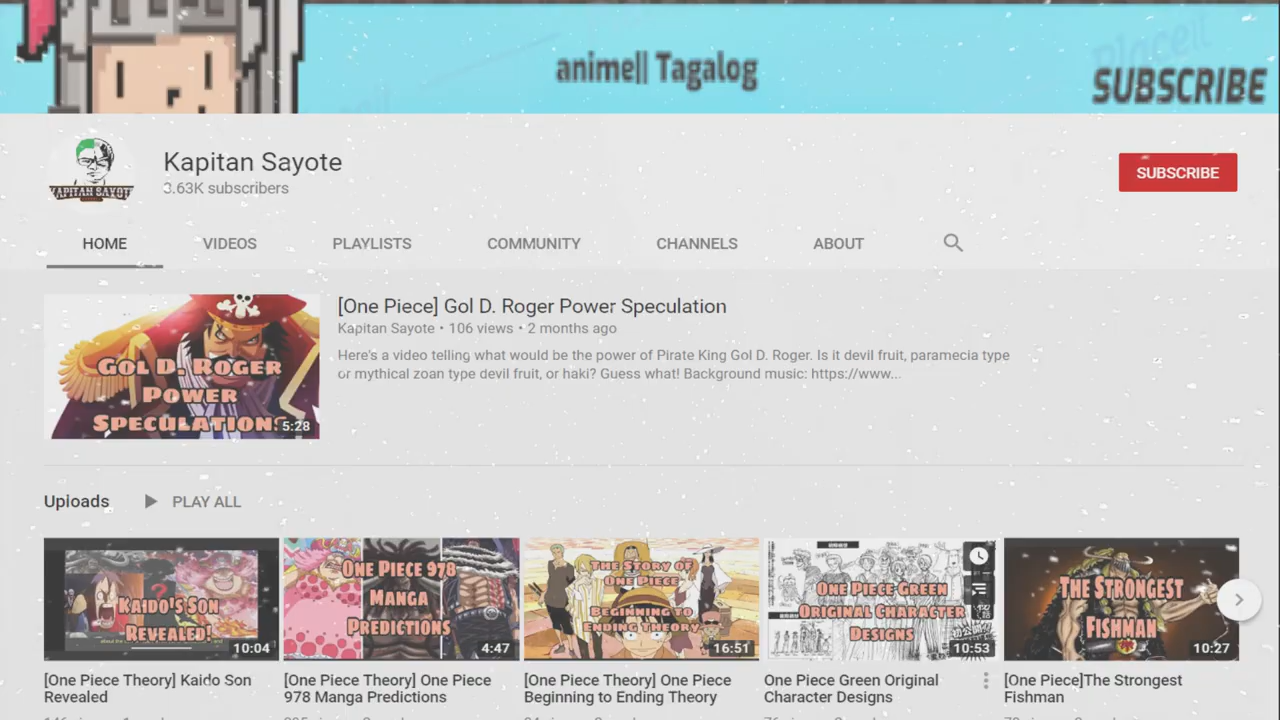 anime|| Tagalog
Placeit
SUBSCRIBE
KAPITAN SAYOTE
Kapitan Sayote
3.63K subscribers
SUBSCRIBE
HOME VIDEOS PLAYLISTS COMMUNITY CHANNELS ABOUT
GOL D. ROGER
POWER
SPECULATION
5:28
[One Piece] Gol D. Roger Power Speculation
Kapitan Sayote • 106 views • 2 months ago
Here's a video telling what would be the power of Pirate King Gol D. Roger. Is it devil fruit, paramecia type
or mythical zoan type devil fruit, or haki? Guess what! Background music: https://www...
Uploads PLAY ALL
KAIDO'S SON
REVEALED!
10:04
ONE PIECE 978
MANGA
PREDICTIONS
4:47
THE STORY OF
ONE PIECE
BEGINNING TO
ENDING THEORY
16:51
ONE PIECE GREEN
ORIGINAL CHARACTER
DESIGNS
10:53
THE STRONGEST
FISHMAN
10:27
[One Piece Theory] Kaido Son
Revealed
[One Piece Theory] One Piece
978 Manga Predictions
[One Piece Theory] One Piece
Beginning to Ending Theory
One Piece Green Original
Character Designs
[One Piece]The Strongest
Fishman